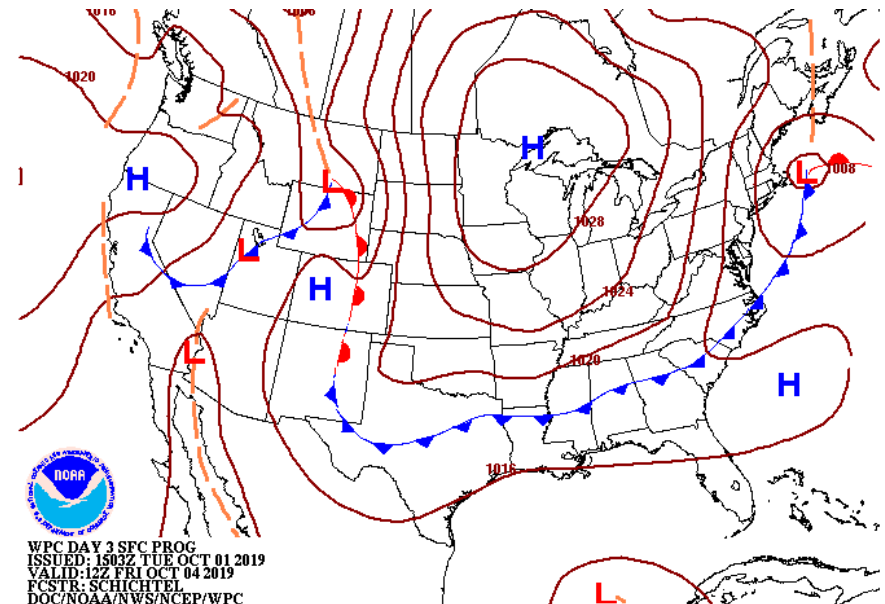 1016
1008
1020
H
H
1028
L
L
1008
L
H
1024
L
1020
H
1016
NOAA
WPC DAY 3 SFC PROG
ISSUED: 1503Z TUE OCT 01 2019
VALID:12Z FRI OCT 04 2019
FCSTR: SCHICHTEL
DOC/NOAA/NWS/NCEP/WPC
L